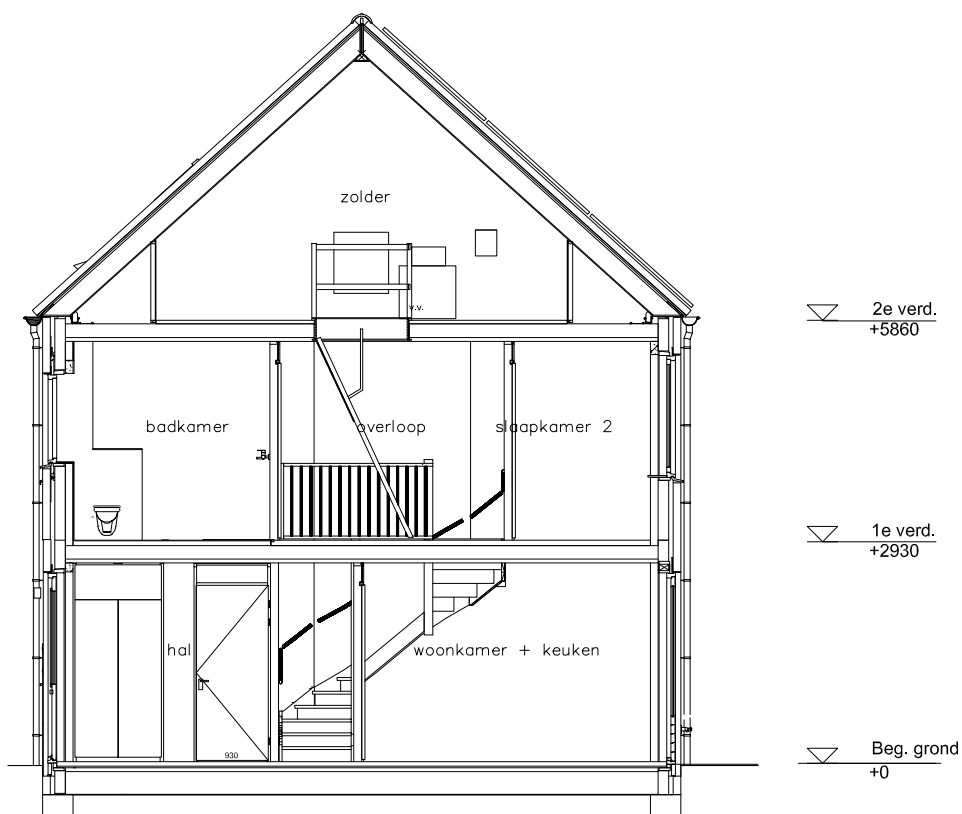 zolder
v.v.
2e verd.
+5860
badkamer
overloop
slaapkamer 2
1e verd.
+2930
hal
woonkamer + keuken
930
Beg. grond
+0